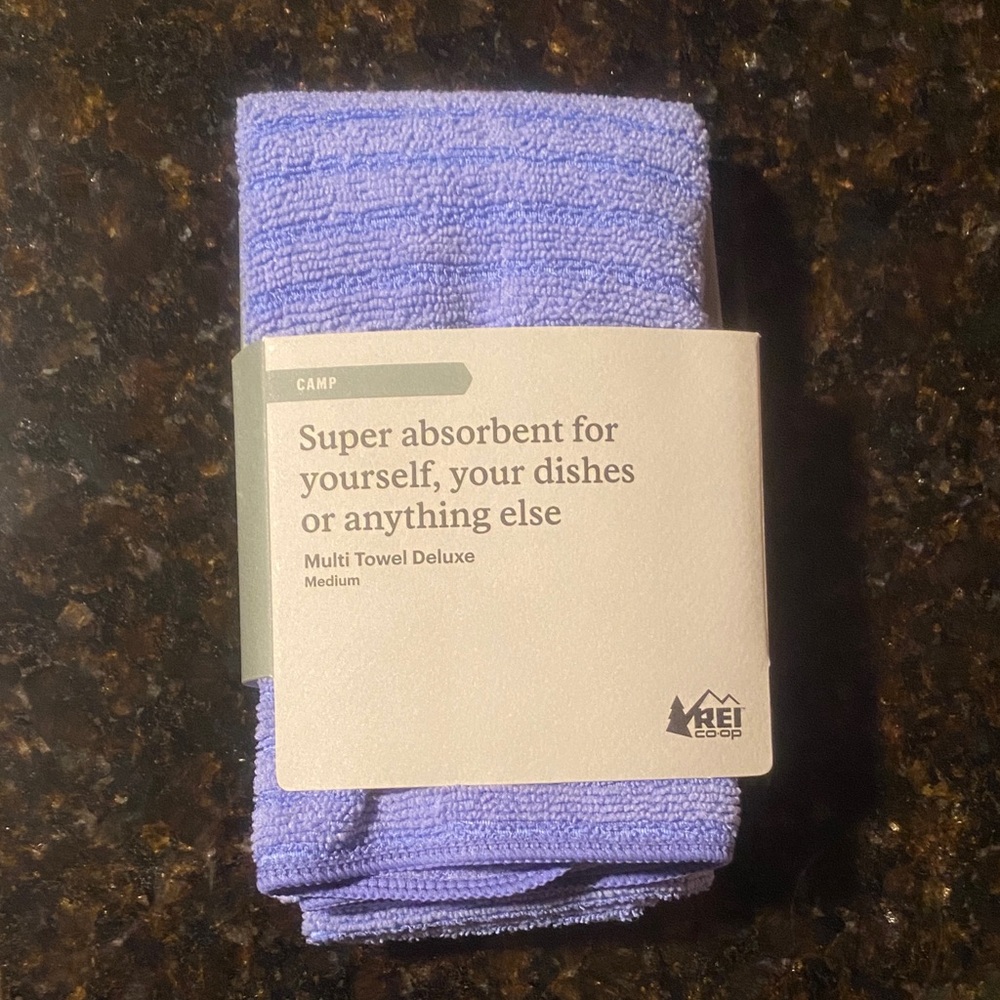 CAMP
Super absorbent for
yourself, your dishes
or anything else
Multi Towel Deluxe
Medium
REI
co·op